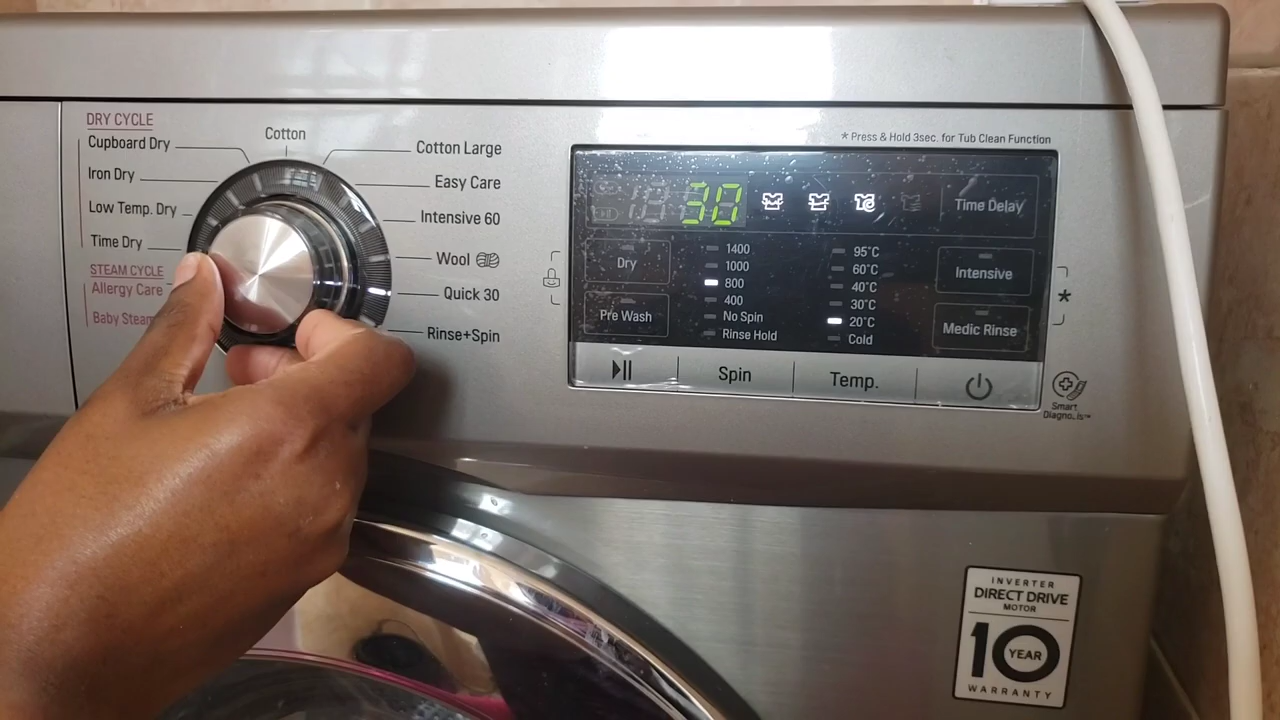 DRY CYCLE
Cupboard Dry
Iron Dry
Low Temp. Dry
Time Dry
STEAM CYCLE
Allergy Care
Baby Steam
Cotton
Cotton Large
Easy Care
Intensive 60
Wool
Quick 30
Rinse+Spin
* Press & Hold 3sec. for Tub Clean Function
30
Time Delay
Dry
Pre Wash
1400
1000
800
400
No Spin
Rinse Hold
95°C
60°C
40°C
30°C
20°C
Cold
Intensive
Medic Rinse
*
Spin
Temp.
Smart
Diagnosis™
INVERTER
DIRECT DRIVE
MOTOR
10 YEAR
WARRANTY